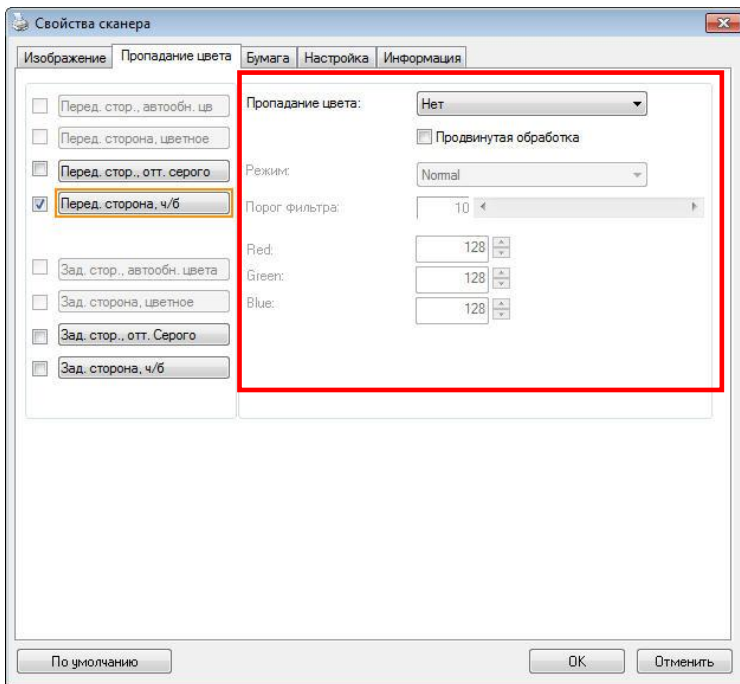 Свойства сканера
Изображение Пропадание цвета Бумага Настройка Информация
Перед. стор., автообн. цв
Перед. сторона, цветное
Перед. стор., отт. серого
Перед. сторона, ч/б
Зад. стор., автообн. цвета
Зад. сторона, цветное
Зад. стор., отт. Серого
Зад. сторона, ч/б
Пропадание цвета: Нет
Продвинутая обработка
Режим: Normal
Порог фильтра: 10
Red: 128
Green: 128
Blue: 128
По умолчанию OK Отменить